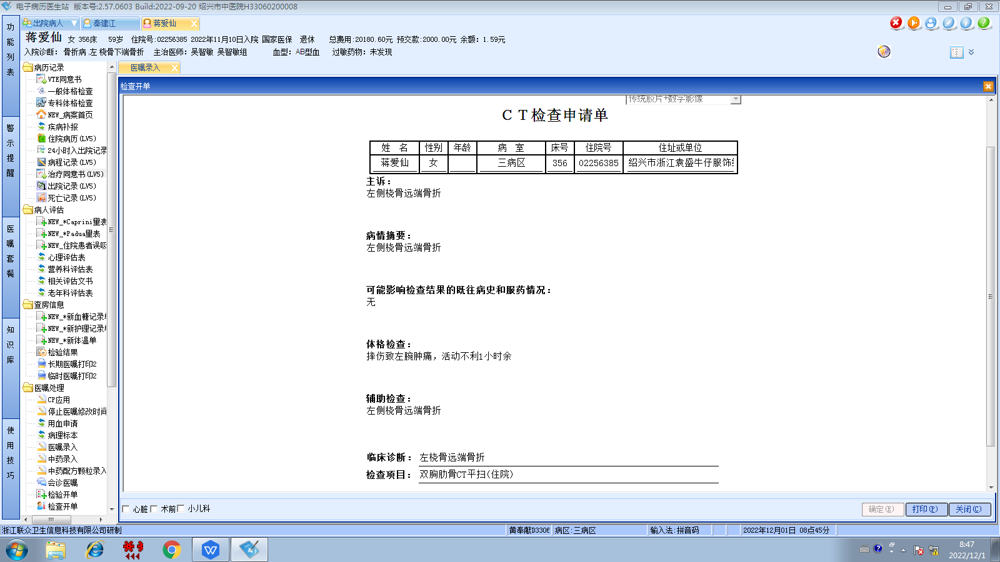 电子病历医生站 版本号:2.57.0603 Build:2022-09-20 绍兴市中医院H33060200008
出院病人
秦建江
蒋爱仙
蒋爱仙 女 356床 59岁 住院号:02256385 2022年11月10日入院 国家医保 退休 总费用:20180.60元 预交款:2000.00元 余额: 1.59元
入院诊断: 骨折病 ,左 桡骨下端骨折 主治医师: 吴智敏 吴智敏组 血型: AB型血 过敏药物: 未发现
功能列表
警示提醒
医嘱套餐
知识库
使用技巧
病历记录
VTE同意书
一般体格检查
专科体格检查
NEW_病案首页
疾病补报
住院病历(LV5)
24小时入出院记录
病程记录(LV5)
治疗同意书(LV5)
出院记录(LV5)
死亡记录(LV5)
病人评估
NEW_*Caprini量表
NEW_*Padua量表
NEW_住院患者误吸
心理评估表
营养科评估表
相关评估文书
老年科评估表
查房信息
NEW_*新血糖记录单
NEW_*新护理记录单
NEW_*新体温单
检验结果
长期医嘱打印2
临时医嘱打印2
医嘱处理
CP应用
停止医嘱修改时间
用血申请
病理标本
医嘱录入
中药录入
中药配方颗粒录入
会诊医嘱
检验开单
检查开单
医嘱录入
检查开单
传统胶片+数字影像
ＣＴ检查申请单
姓 名 性别 年龄 病 室 床号 住院号 住址或单位
蒋爱仙 女 三病区 356 02256385 绍兴市浙江袁盛牛仔服饰
主诉:
左侧桡骨远端骨折
病情摘要:
左侧桡骨远端骨折
可能影响检查结果的既往病史和服药情况:
无
体格检查:
摔伤致左腕肿痛，活动不利1小时余
辅助检查:
左侧桡骨远端骨折
临床诊断: 左桡骨远端骨折
检查项目: 双胸肋骨CT平扫(住院)
心脏 术前 小儿科
确定(E) 打印(P) 关闭(C)
浙江联众卫生信息科技有限公司研制 黄奉献D3306 病区:三病区 输入法:拼音码 2022年12月01日 08点45分
8:47
2022/12/1